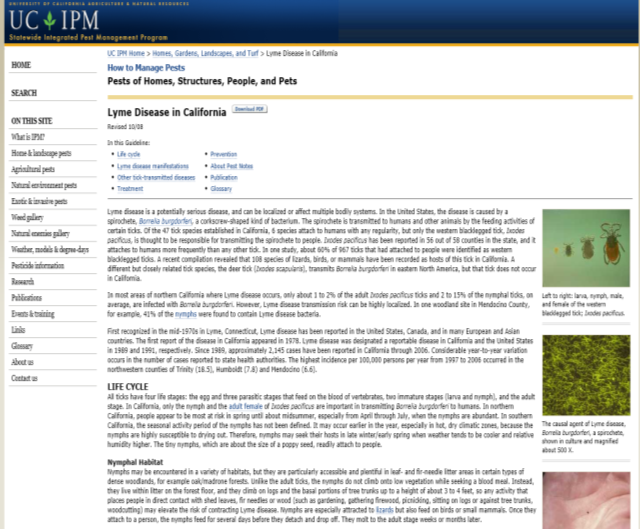 UNIVERSITY OF CALIFORNIA AGRICULTURE & NATURAL RESOURCES
UC IPM
Statewide Integrated Pest Management Program
HOME
SEARCH
ON THIS SITE
What is IPM?
Home & landscape pests
Agricultural pests
Natural environment pests
Exotic & invasive pests
Weed gallery
Natural enemies gallery
Weather, models & degree-days
Pesticide information
Research
Publications
Events & training
Links
Glossary
About us
Contact us
UC IPM Home > Homes, Gardens, Landscapes, and Turf > Lyme Disease in California
How to Manage Pests
Pests of Homes, Structures, People, and Pets
Lyme Disease in California Download PDF
Revised 10/08
In this Guideline:
• Life cycle
• Lyme disease manifestations
• Other tick-transmitted diseases
• Treatment
• Prevention
• About Pest Notes
• Publication
• Glossary
Lyme disease is a potentially serious disease, and can be localized or affect multiple bodily systems. In the United States, the disease is caused by a
spirochete, Borrelia burgdorferi, a corkscrew-shaped kind of bacterium. The spirochete is transmitted to humans and other animals by the feeding activities of
certain ticks. Of the 47 tick species established in California, 6 species attach to humans with any regularity, but only the western blacklegged tick, Ixodes
pacificus, is thought to be responsible for transmitting the spirochete to people. Ixodes pacificus has been reported in 56 out of 58 counties in the state, and it
attaches to humans more frequently than any other tick. In one study, about 60% of 967 ticks that had attached to people were identified as western
blacklegged ticks. A recent compilation revealed that 108 species of lizards, birds, or mammals have been recorded as hosts of this tick in California. A
different but closely related tick species, the deer tick (Ixodes scapularis), transmits Borrelia burgdorferi in eastern North America, but that tick does not occur
in California.
In most areas of northern California where Lyme disease occurs, only about 1 to 2% of the adult Ixodes pacificus ticks and 2 to 15% of the nymphal ticks, on
average, are infected with Borrelia burgdorferi. However, Lyme disease transmission risk can be highly localized. In one woodland site in Mendocino County,
for example, 41% of the nymphs were found to contain Lyme disease bacteria.
First recognized in the mid-1970s in Lyme, Connecticut, Lyme disease has been reported in the United States, Canada, and in many European and Asian
countries. The first report of the disease in California appeared in 1978. Lyme disease was designated a reportable disease in California and the United States
in 1989 and 1991, respectively. Since 1989, approximately 2,145 cases have been reported in California through 2006. Considerable year-to-year variation
occurs in the number of cases reported to state health authorities. The highest incidence per 100,000 persons per year from 1997 to 2006 occurred in the
northwestern counties of Trinity (18.5), Humboldt (7.8) and Mendocino (6.6).
LIFE CYCLE
All ticks have four life stages: the egg and three parasitic stages that feed on the blood of vertebrates, two immature stages (larva and nymph), and the adult
stage. In California, only the nymph and the adult female of Ixodes pacificus are important in transmitting Borrelia burgdorferi to humans. In northern
California, people appear to be most at risk in spring until about midsummer, especially from April through July, when the nymphs are abundant. In southern
California, the seasonal activity period of the nymphs has not been defined. It may occur earlier in the year, especially in hot, dry climatic zones, because the
nymphs are highly susceptible to drying out. Therefore, nymphs may seek their hosts in late winter/early spring when weather tends to be cooler and relative
humidity higher. The tiny nymphs, which are about the size of a poppy seed, readily attach to people.
Nymphal Habitat
Nymphs may be encountered in a variety of habitats, but they are particularly accessible and plentiful in leaf- and fir-needle litter areas in certain types of
dense woodlands, for example oak/madrone forests. Unlike the adult ticks, the nymphs do not climb onto low vegetation while seeking a blood meal. Instead,
they live within litter on the forest floor, and they climb on logs and the basal portions of tree trunks up to a height of about 3 to 4 feet, so any activity that
places people in direct contact with shed leaves, fir needles or wood (such as gardening, gathering firewood, picnicking, sitting on logs or against tree trunks,
woodcutting) may elevate the risk of contracting Lyme disease. Nymphs are especially attracted to lizards but also feed on birds or small mammals. Once they
attach to a person, the nymphs feed for several days before they detach and drop off. They molt to the adult stage weeks or months later.
Left to right: larva, nymph, male,
and female of the western
blacklegged tick; Ixodes pacificus.
The causal agent of Lyme disease,
Borrelia burgdorferi, a spirochete,
shown in culture and magnified
about 500 X.